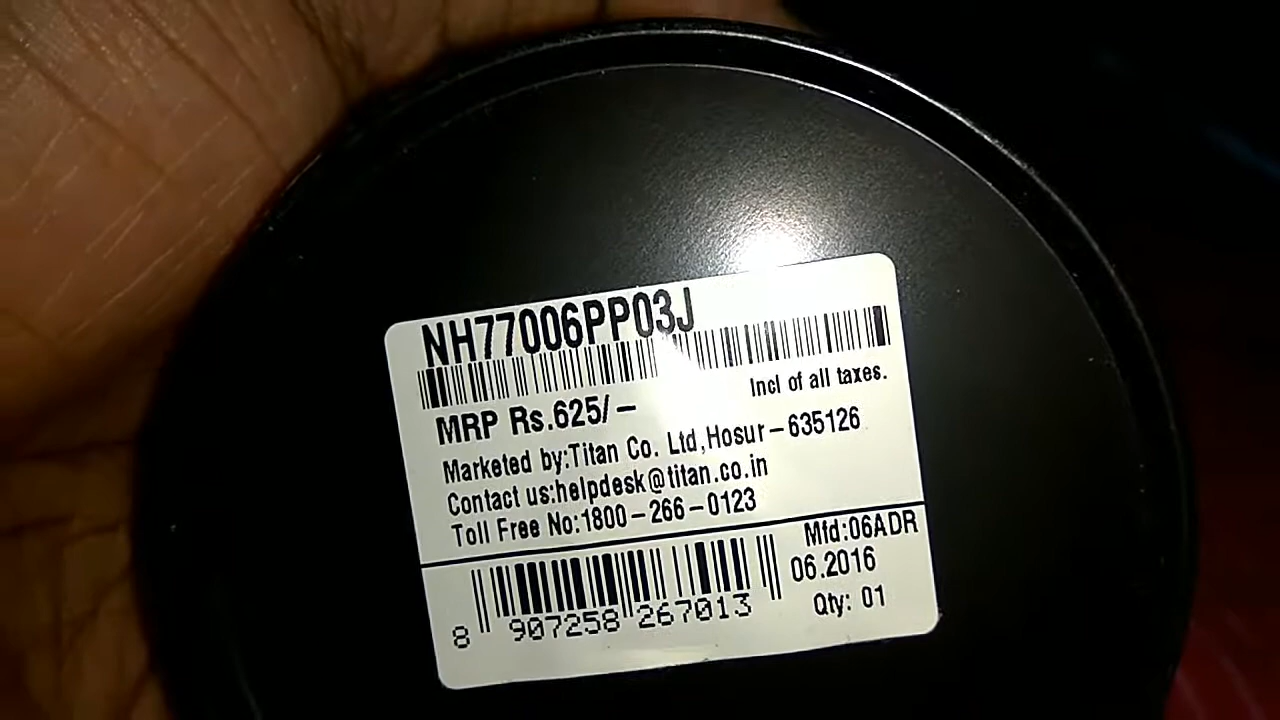 NH77006PP03J
Incl of all taxes.
MRP Rs.625/-
Marketed by:Titan Co. Ltd,Hosur-635126
Contact us:helpdesk@titan.co.in
Toll Free No:1800-266-0123
Mfd:06ADR
06.2016
Qty: 01
8 907258 267013